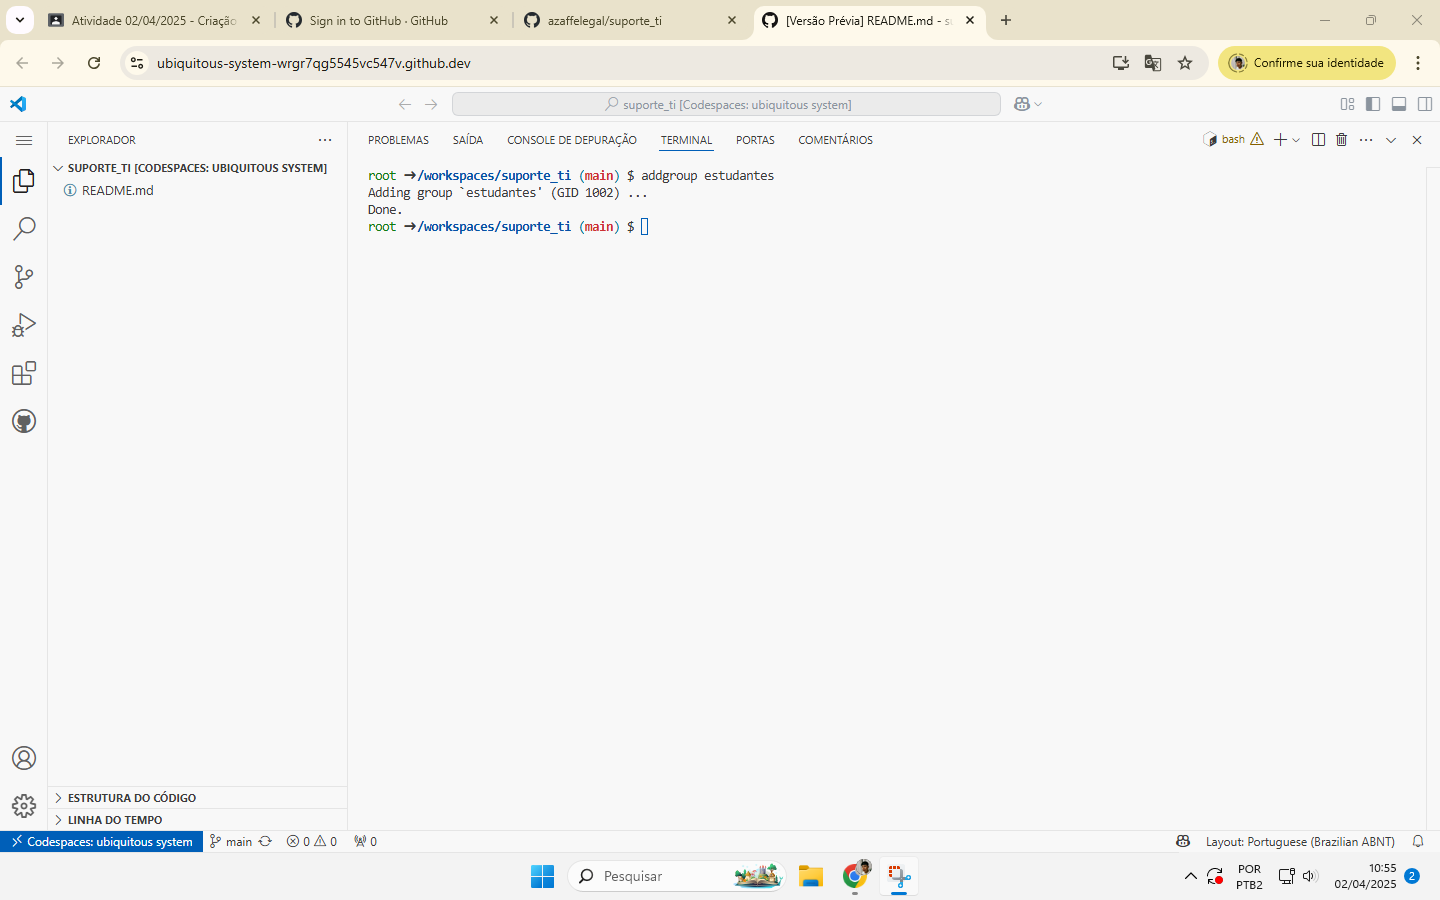 Atividade 02/04/2025 - Criação
Sign in to GitHub · GitHub
azaffelegal/suporte_ti
[Versão Prévia] README.md - su
ubiquitous-system-wrgr7qg5545vc547v.github.dev
Confirme sua identidade
suporte_ti [Codespaces: ubiquitous system]
EXPLORADOR
PROBLEMAS
SAÍDA
CONSOLE DE DEPURAÇÃO
TERMINAL
PORTAS
COMENTÁRIOS
bash
SUPORTE_TI [CODESPACES: UBIQUITOUS SYSTEM]
README.md
root ➜/workspaces/suporte_ti (main) $ addgroup estudantes
Adding group `estudantes' (GID 1002) ...
Done.
root ➜/workspaces/suporte_ti (main) $
ESTRUTURA DO CÓDIGO
LINHA DO TEMPO
Codespaces: ubiquitous system
main
0
0
0
Layout: Portuguese (Brazilian ABNT)
Pesquisar
POR
PTB2
10:55
02/04/2025
2